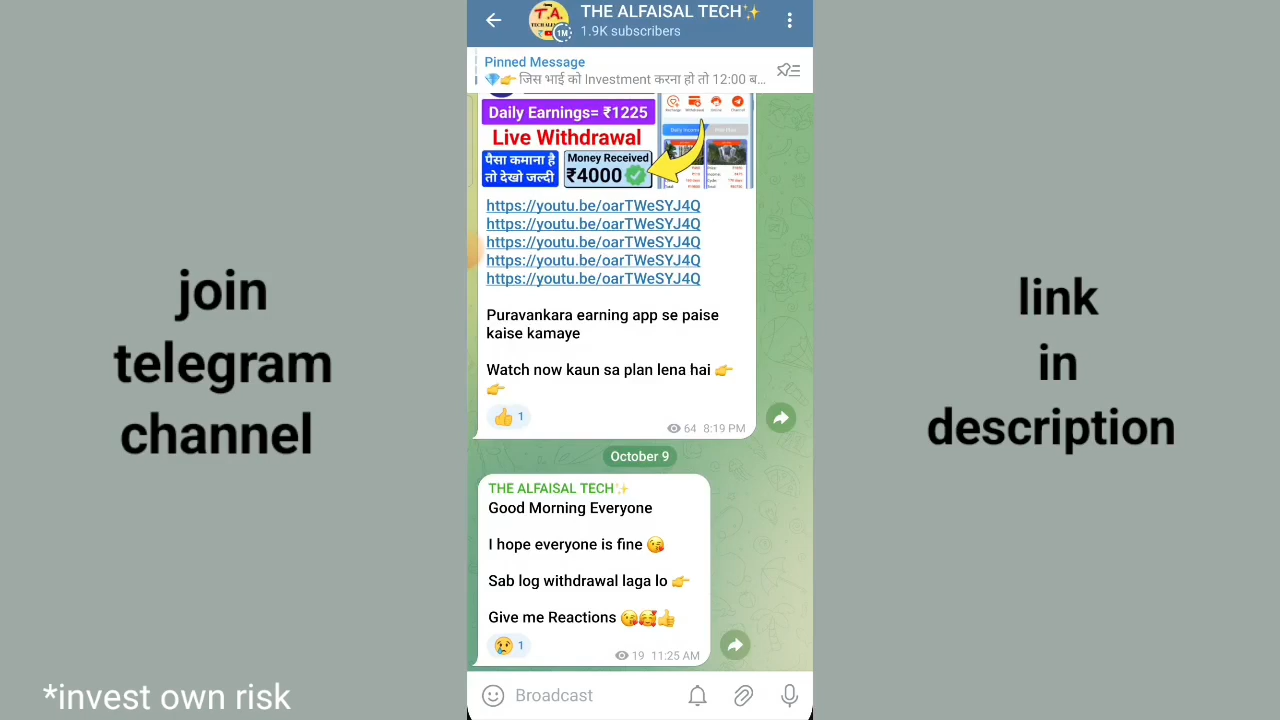 THE ALFAISAL TECH✨
1.9K subscribers
Pinned Message
💎👉 जिस भाई को Investment करना हो तो 12:00 ब...
Daily Earnings= ₹1225
Live Withdrawal
पैसा कमाना है
तो देखो जल्दी
Money Received
₹4000
https://youtu.be/oarTWeSYJ4Q
https://youtu.be/oarTWeSYJ4Q
https://youtu.be/oarTWeSYJ4Q
https://youtu.be/oarTWeSYJ4Q
https://youtu.be/oarTWeSYJ4Q
Puravankara earning app se paise
kaise kamaye
Watch now kaun sa plan lena hai 👉
👉
👍 1
64 8:19 PM
October 9
THE ALFAISAL TECH✨
Good Morning Everyone
I hope everyone is fine 😘
Sab log withdrawal laga lo 👉
Give me Reactions 😘🥰👍
😢 1
19 11:25 AM
Broadcast
join
telegram
channel
link
in
description
*invest own risk
T.A.
1M